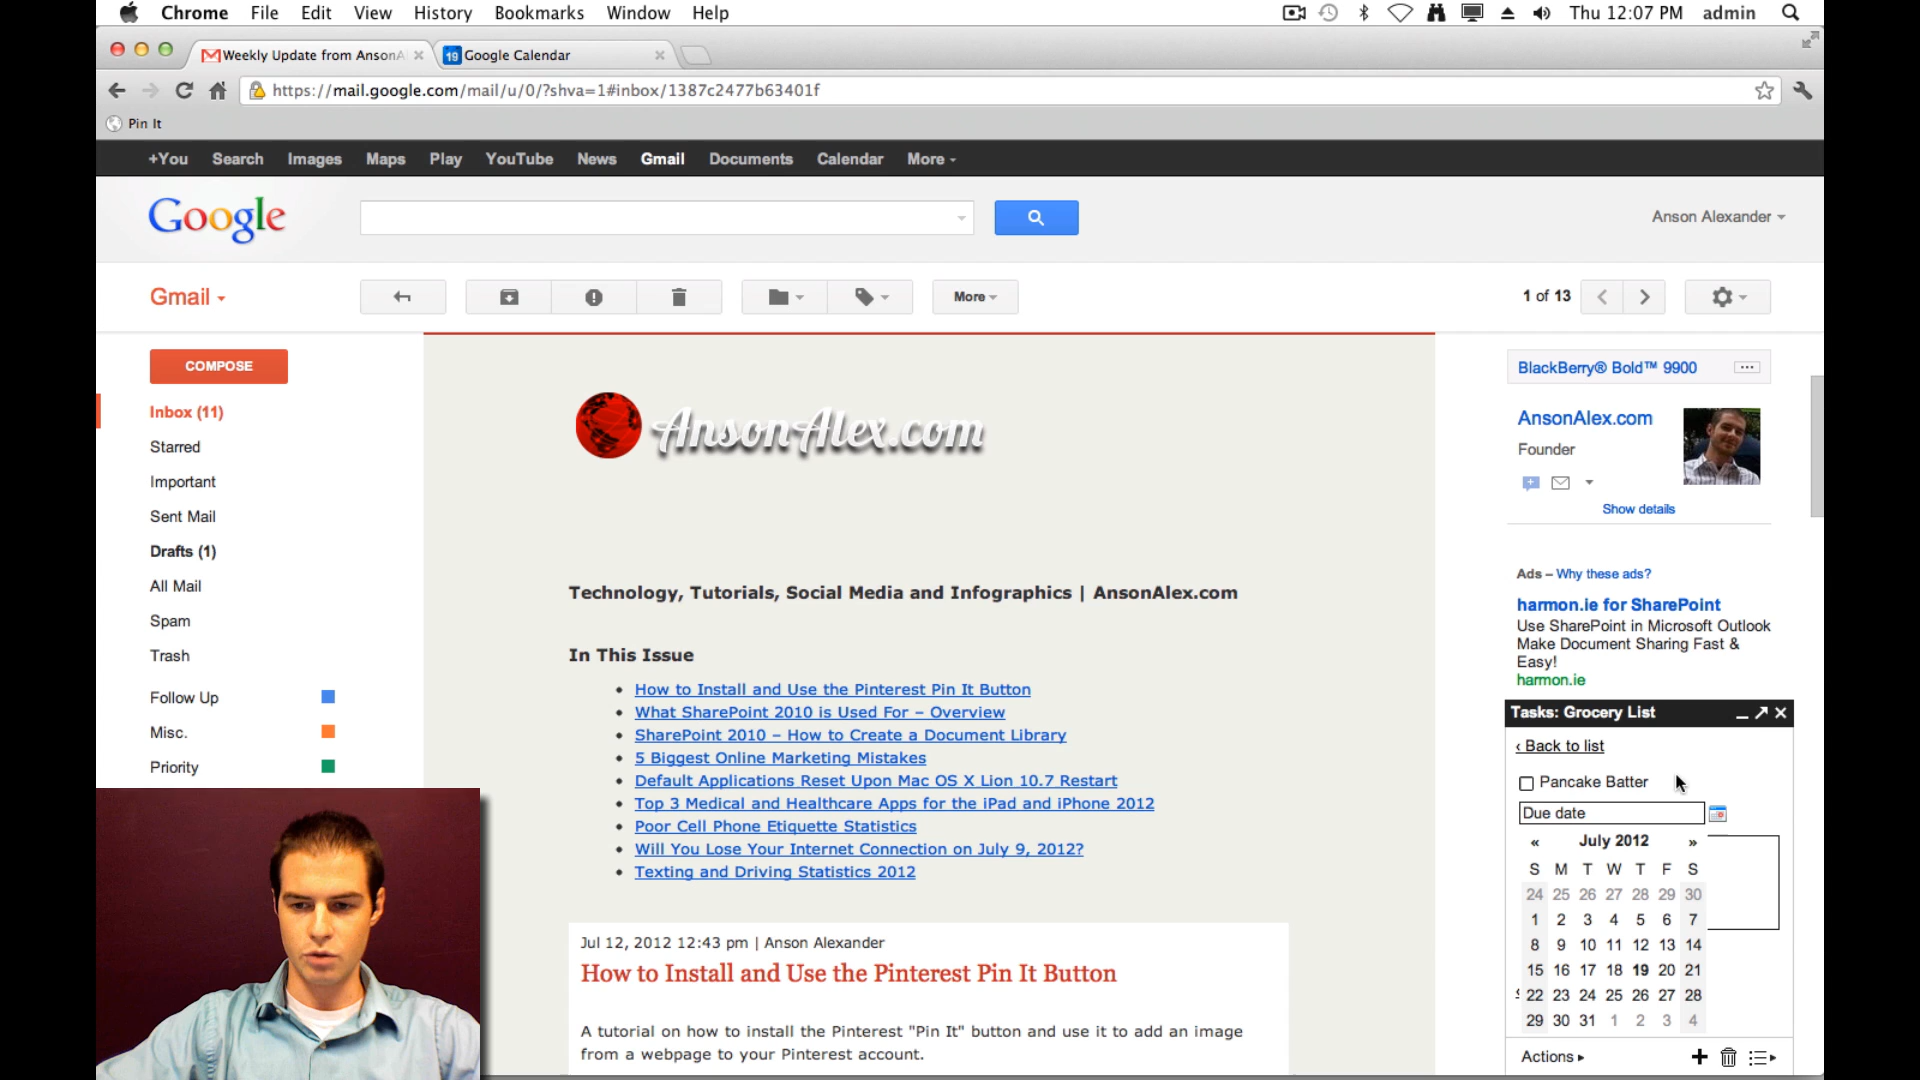 Chrome File Edit View History Bookmarks Window Help Thu 12:07 PM admin
Weekly Update from AnsonA Google Calendar
https://mail.google.com/mail/u/0/?shva=1#inbox/1387c2477b63401f
Pin It
+You Search Images Maps Play YouTube News Gmail Documents Calendar More
Google
Anson Alexander
Gmail
More
1 of 13
COMPOSE
Inbox (11)
Starred
Important
Sent Mail
Drafts (1)
All Mail
Spam
Trash
Follow Up
Misc.
Priority
AnsonAlex.com
Technology, Tutorials, Social Media and Infographics | AnsonAlex.com
In This Issue
How to Install and Use the Pinterest Pin It Button
What SharePoint 2010 is Used For – Overview
SharePoint 2010 – How to Create a Document Library
5 Biggest Online Marketing Mistakes
Default Applications Reset Upon Mac OS X Lion 10.7 Restart
Top 3 Medical and Healthcare Apps for the iPad and iPhone 2012
Poor Cell Phone Etiquette Statistics
Will You Lose Your Internet Connection on July 9, 2012?
Texting and Driving Statistics 2012
Jul 12, 2012 12:43 pm | Anson Alexander
How to Install and Use the Pinterest Pin It Button
A tutorial on how to install the Pinterest "Pin It" button and use it to add an image
from a webpage to your Pinterest account.
BlackBerry® Bold™ 9900
AnsonAlex.com
Founder
Show details
Ads – Why these ads?
harmon.ie for SharePoint
Use SharePoint in Microsoft Outlook
Make Document Sharing Fast &
Easy!
harmon.ie
Tasks: Grocery List
‹ Back to list
Pancake Batter
Due date
« July 2012 »
S M T W T F S
24 25 26 27 28 29 30
1 2 3 4 5 6 7
8 9 10 11 12 13 14
15 16 17 18 19 20 21
22 23 24 25 26 27 28
29 30 31 1 2 3 4
Actions